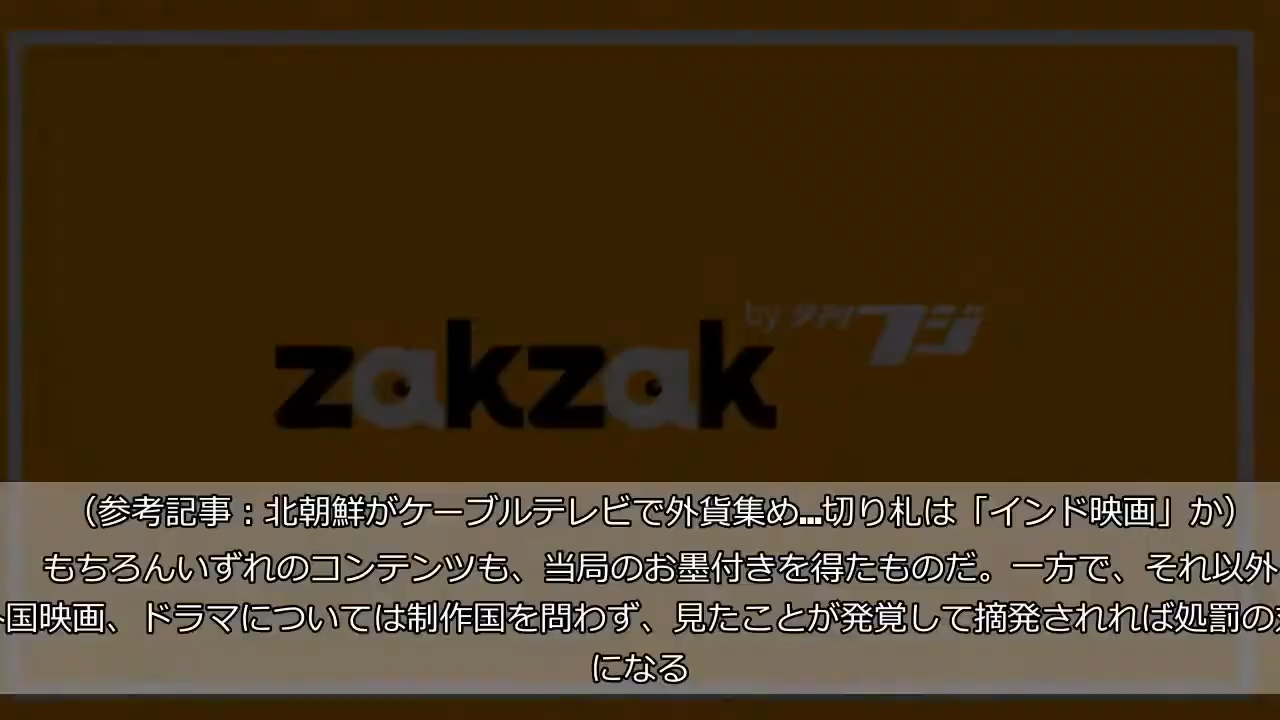 by 夕刊フジ
zakzak
（参考記事：北朝鮮がケーブルテレビで外貨集め...切り札は「インド映画」か）
もちろんいずれのコンテンツも、当局のお墨付きを得たものだ。一方で、それ以外
国映画、ドラマについては制作国を問わず、見たことが発覚して摘発されれば処罰の
になる